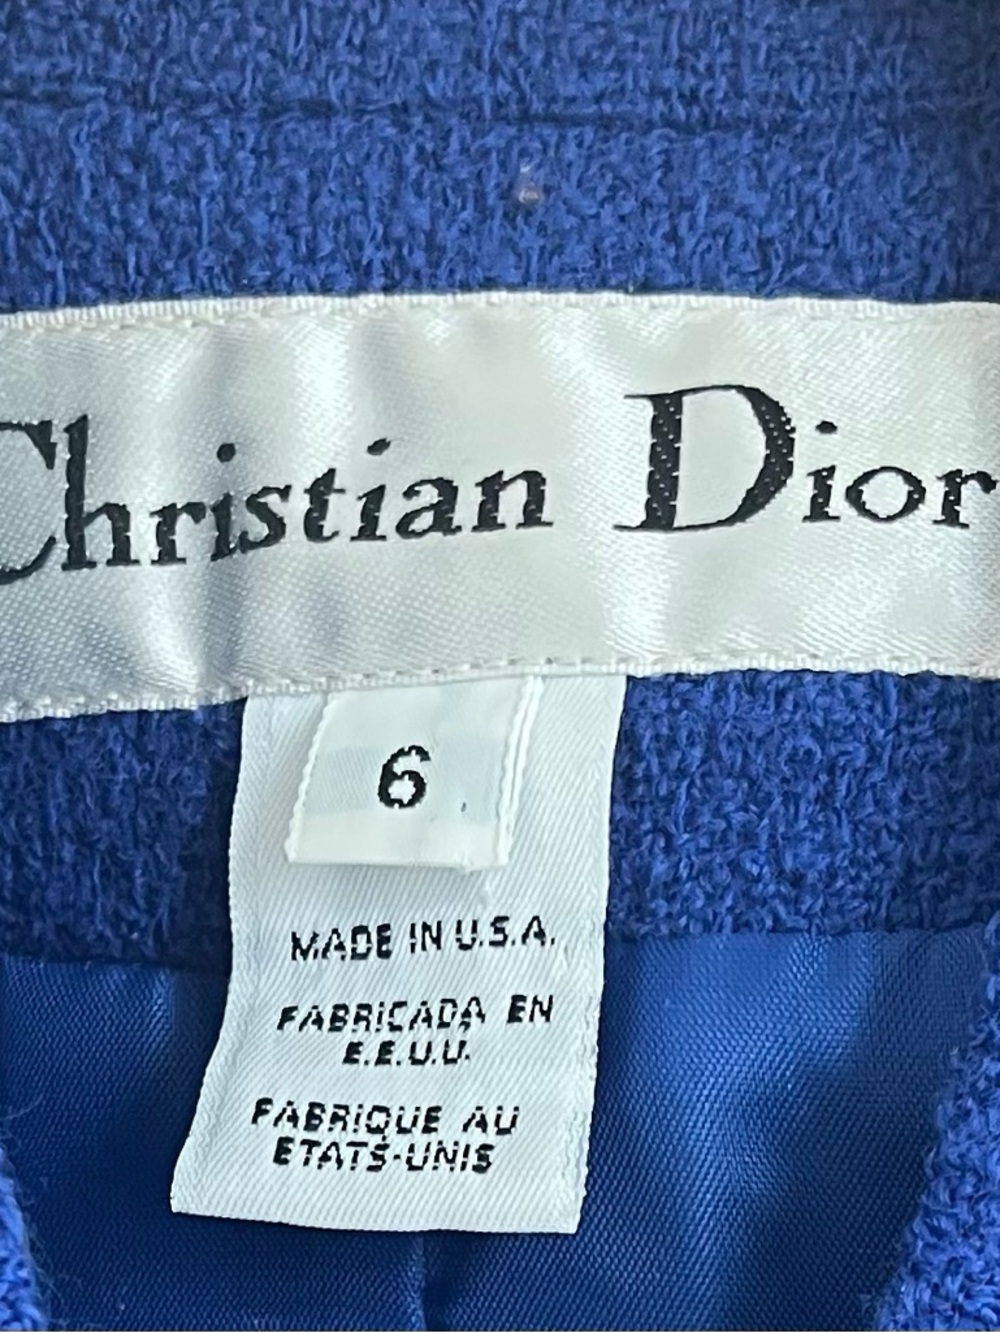 Christian Dior
6
MADE IN U.S.A.
FABRICADA EN
E.E.U.U.
FABRIQUE AU
ETATS-UNIS